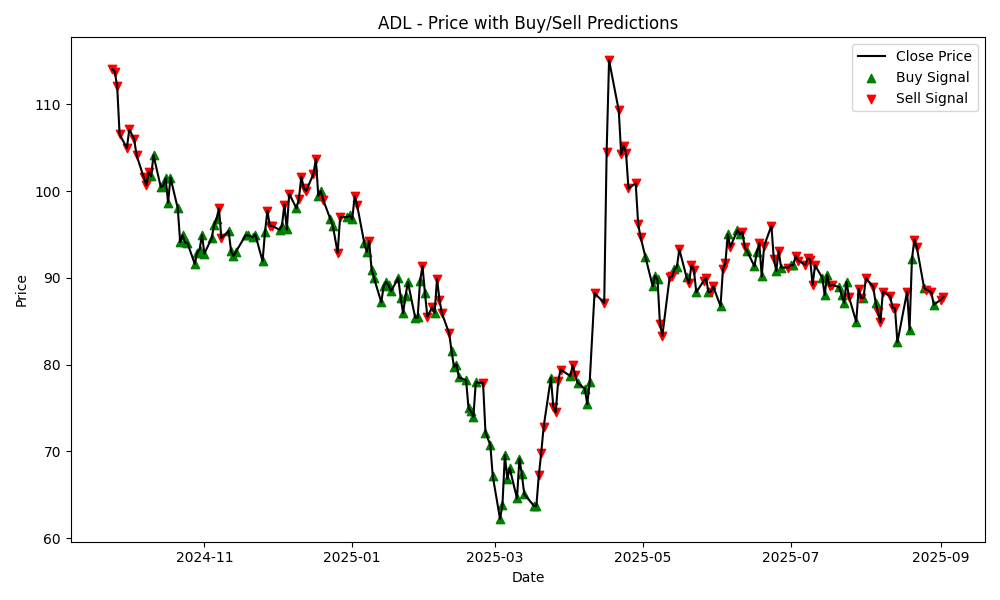 ADL - Price with Buy/Sell Predictions
Close Price
Buy Signal
Sell Signal
Price
110
100
90
80
70
60
2024-11
2025-01
2025-03
2025-05
2025-07
2025-09
Date